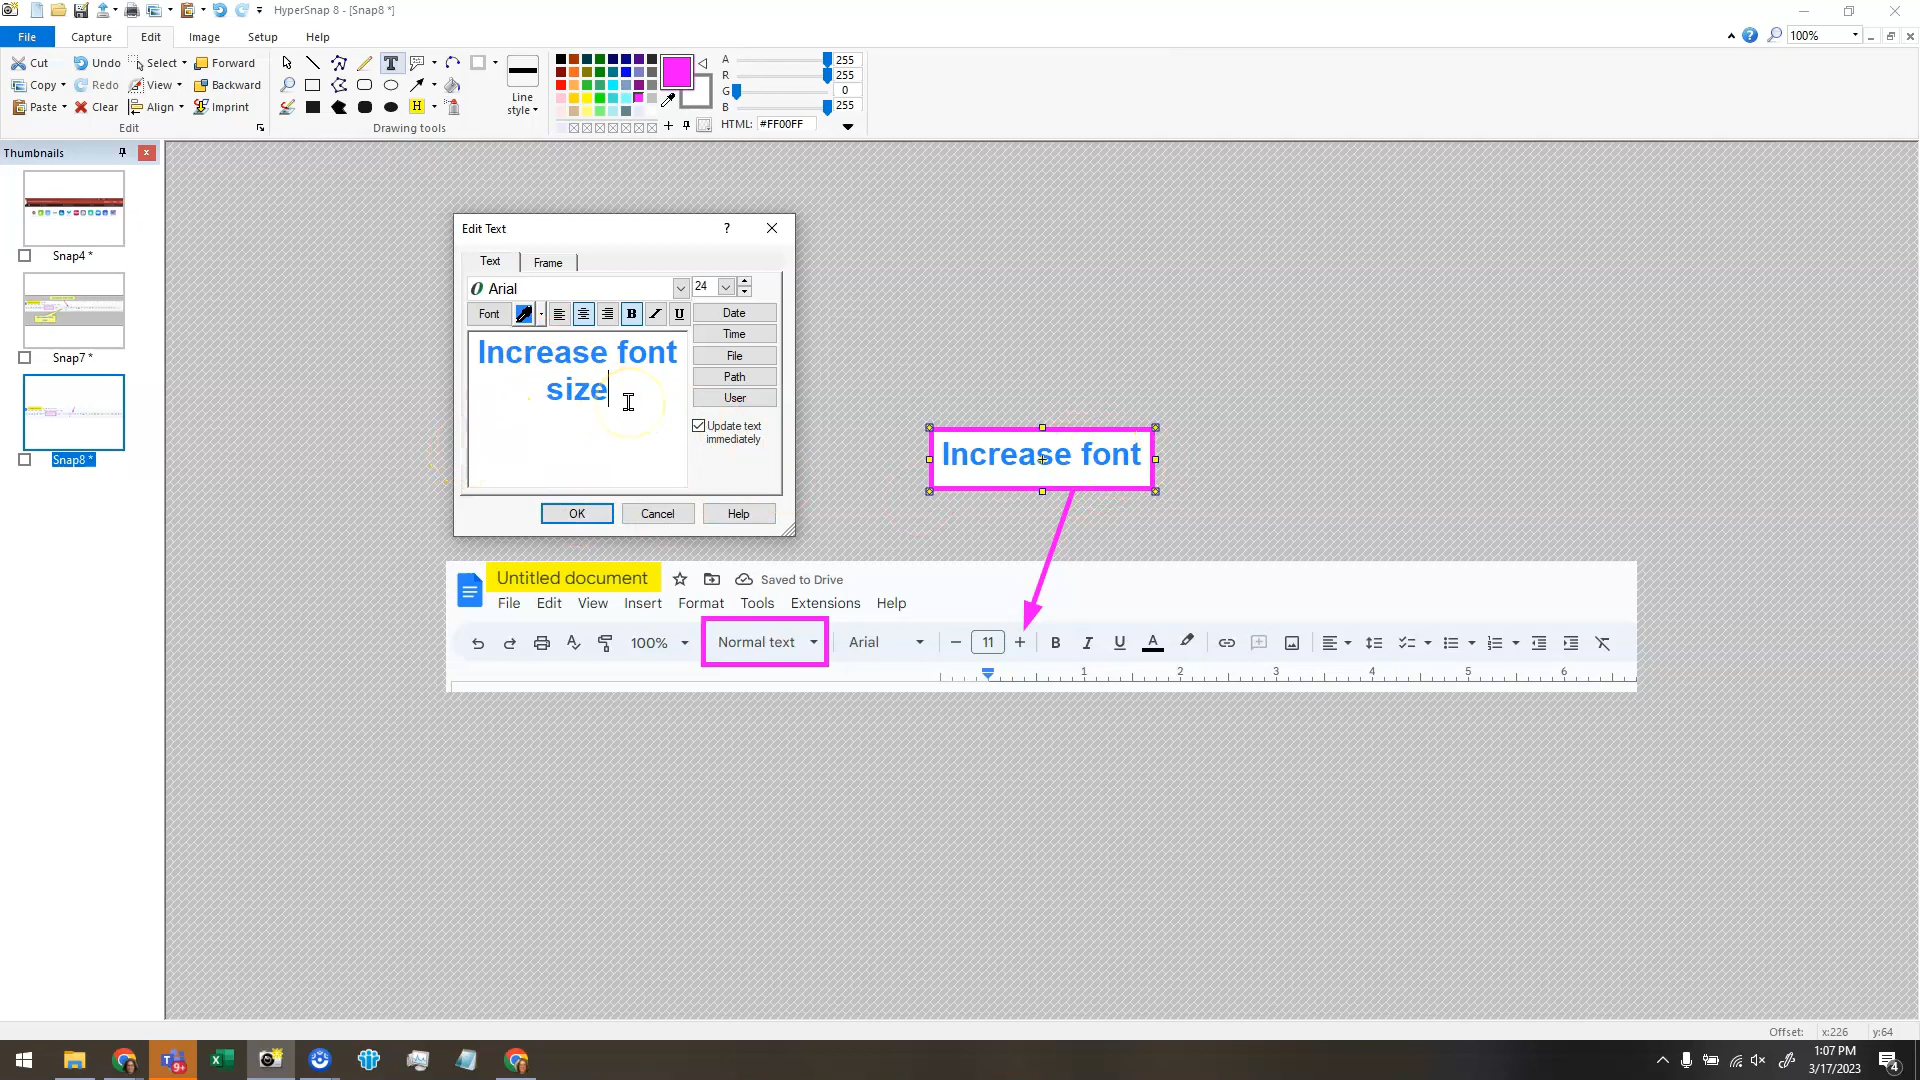 HyperSnap 8 - [Snap8 *]
File Capture Edit Image Setup Help
100%
Cut Undo Select Forward
Copy Redo View Backward
Paste Clear Align Imprint
Edit
Drawing tools
Line
style
A 255
R 255
G 0
B 255
HTML: #FF00FF
Thumbnails
Snap4 *
Snap7 *
Snap8 *
Edit Text ?
Text Frame
Arial 24
Font B I U
Date
Time
File
Path
User
Update text
immediately
Increase font
size
OK Cancel Help
Increase font
Untitled document Saved to Drive
File Edit View Insert Format Tools Extensions Help
100% Normal text Arial − 11 + B I U A
1 2 3 4 5 6
Offset: x:226 y:64
9+
1:07 PM
3/17/2023
4